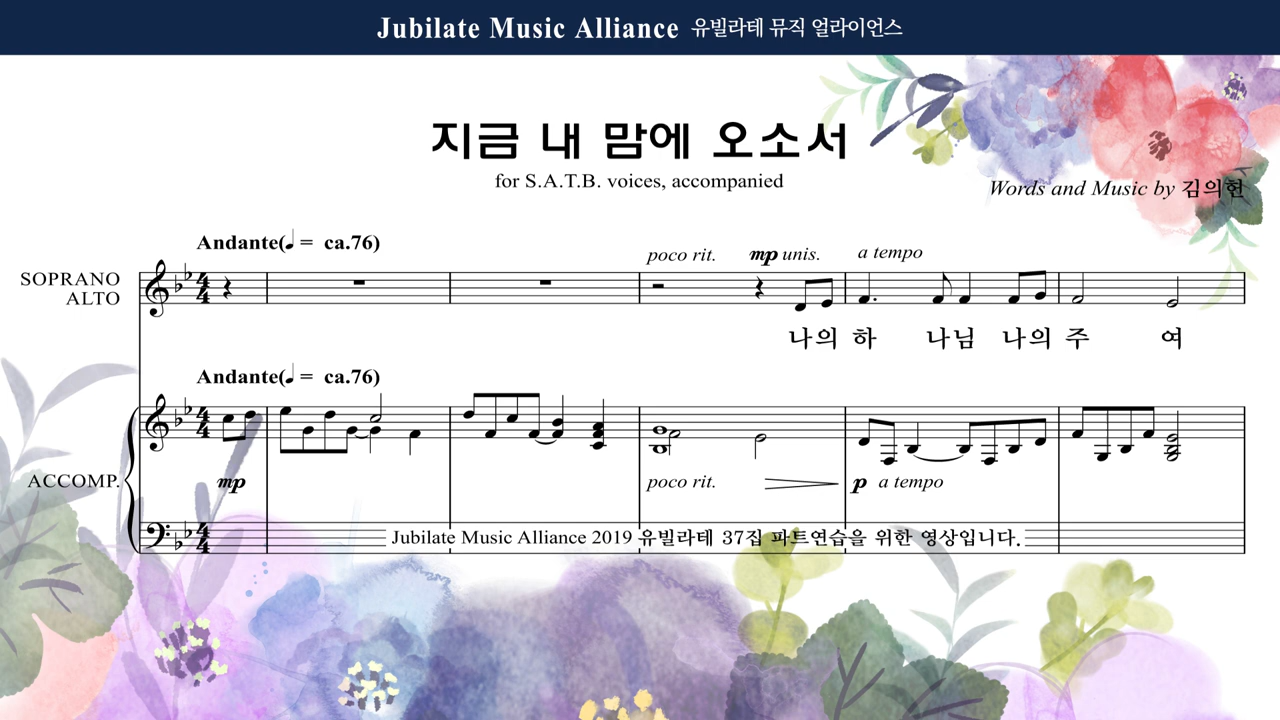 Jubilate Music Alliance 유빌라테 뮤직 얼라이언스
지금 내 맘에 오소서
for S.A.T.B. voices, accompanied
Words and Music by 김의현
Andante(♩= ca.76)
poco rit. mp unis. a tempo
SOPRANO
ALTO
나의 하 나님 나의 주 여
Andante(♩= ca.76)
ACCOMP.
mp poco rit. p a tempo
Jubilate Music Alliance 2019 유빌라테 37집 파트연습을 위한 영상입니다.